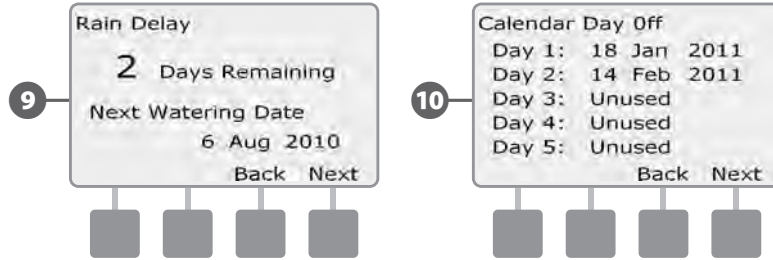 Rain Delay
2 Days Remaining
Next Watering Date
6 Aug 2010
Back Next
9
Calendar Day Off
Day 1: 18 Jan 2011
Day 2: 14 Feb 2011
Day 3: Unused
Day 4: Unused
Day 5: Unused
Back Next
10